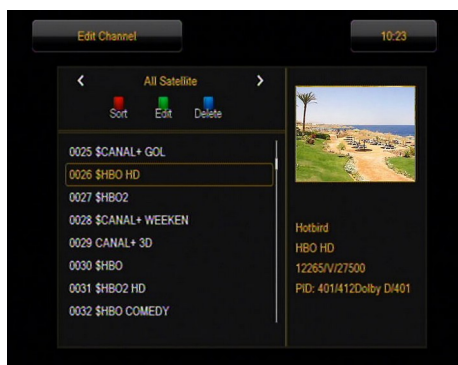 Edit Channel
10:23
All Satellite
Sort Edit Delete
0025 $CANAL+ GOL
0026 $HBO HD
0027 $HBO2
0028 $CANAL+ WEEKEN
0029 CANAL+ 3D
0030 $HBO
0031 $HBO2 HD
0032 $HBO COMEDY
Hotbird
HBO HD
12265/V/27500
PID: 401/412Dolby D/401